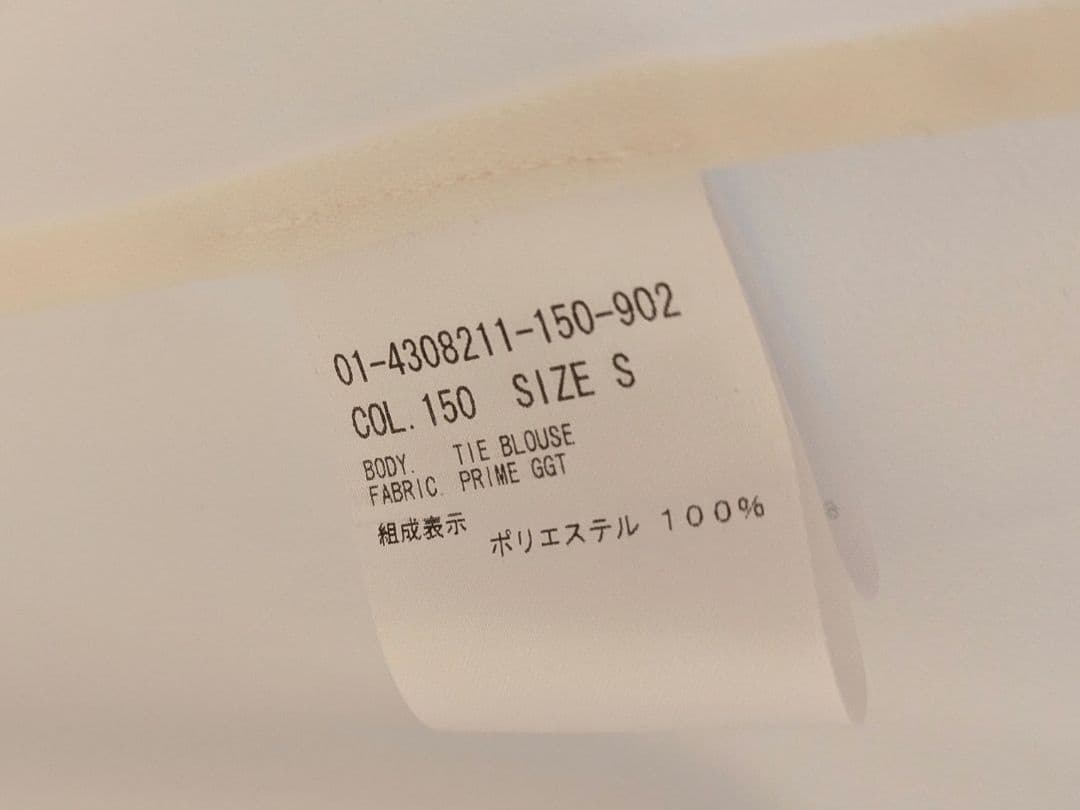 01-4308211-150-902
COL. 150 SIZE S
BODY. TIE BLOUSE
FABRIC. PRIME GGT
組成表示
ポリエステル 100%